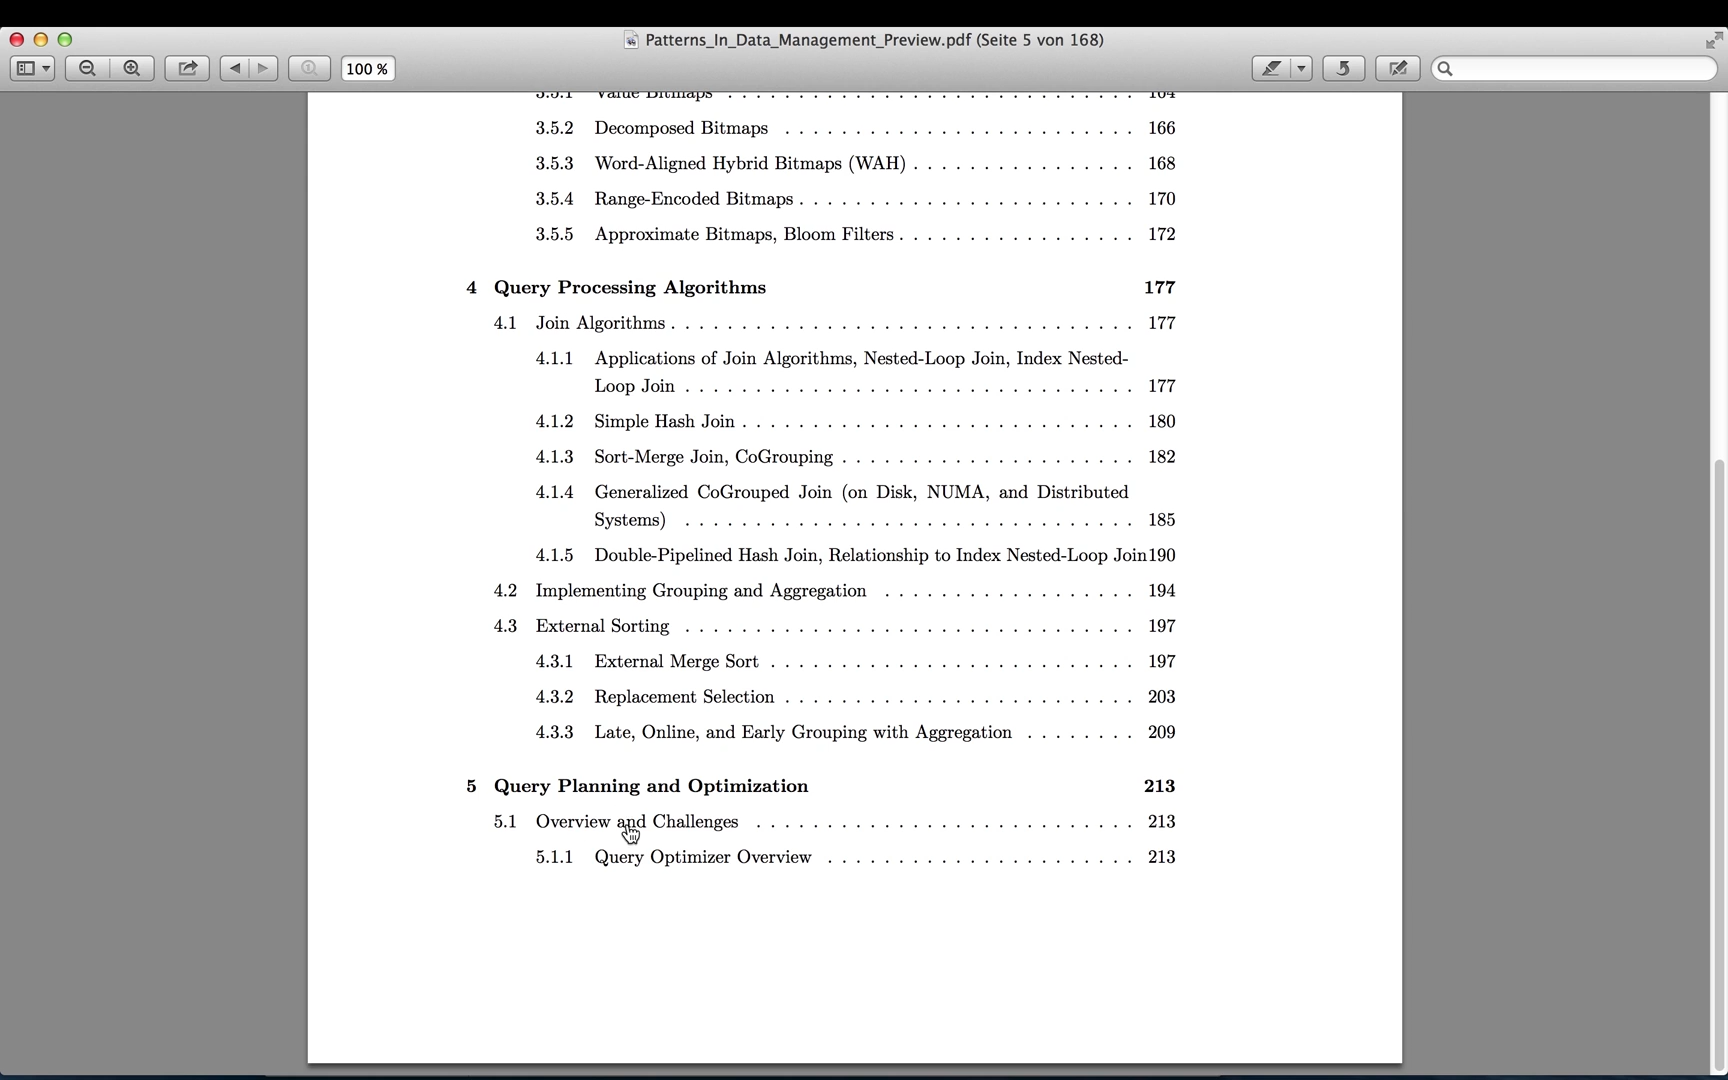 Patterns_In_Data_Management_Preview.pdf (Seite 5 von 168)
100 %
3.5.1 Value Bitmaps . . . . . . . . . . . . . . . . . . . . . . . . . . . . . 164
3.5.2 Decomposed Bitmaps . . . . . . . . . . . . . . . . . . . . . . . . . 166
3.5.3 Word-Aligned Hybrid Bitmaps (WAH) . . . . . . . . . . . . . . . . 168
3.5.4 Range-Encoded Bitmaps . . . . . . . . . . . . . . . . . . . . . . . . 170
3.5.5 Approximate Bitmaps, Bloom Filters . . . . . . . . . . . . . . . . . 172
4 Query Processing Algorithms 177
4.1 Join Algorithms . . . . . . . . . . . . . . . . . . . . . . . . . . . . . . . . . 177
4.1.1 Applications of Join Algorithms, Nested-Loop Join, Index Nested-
Loop Join . . . . . . . . . . . . . . . . . . . . . . . . . . . . . . . . 177
4.1.2 Simple Hash Join . . . . . . . . . . . . . . . . . . . . . . . . . . . . 180
4.1.3 Sort-Merge Join, CoGrouping . . . . . . . . . . . . . . . . . . . . . 182
4.1.4 Generalized CoGrouped Join (on Disk, NUMA, and Distributed
Systems) . . . . . . . . . . . . . . . . . . . . . . . . . . . . . . . . 185
4.1.5 Double-Pipelined Hash Join, Relationship to Index Nested-Loop Join190
4.2 Implementing Grouping and Aggregation . . . . . . . . . . . . . . . . . . 194
4.3 External Sorting . . . . . . . . . . . . . . . . . . . . . . . . . . . . . . . . 197
4.3.1 External Merge Sort . . . . . . . . . . . . . . . . . . . . . . . . . . 197
4.3.2 Replacement Selection . . . . . . . . . . . . . . . . . . . . . . . . . 203
4.3.3 Late, Online, and Early Grouping with Aggregation . . . . . . . . 209
5 Query Planning and Optimization 213
5.1 Overview and Challenges . . . . . . . . . . . . . . . . . . . . . . . . . . . 213
5.1.1 Query Optimizer Overview . . . . . . . . . . . . . . . . . . . . . . 213